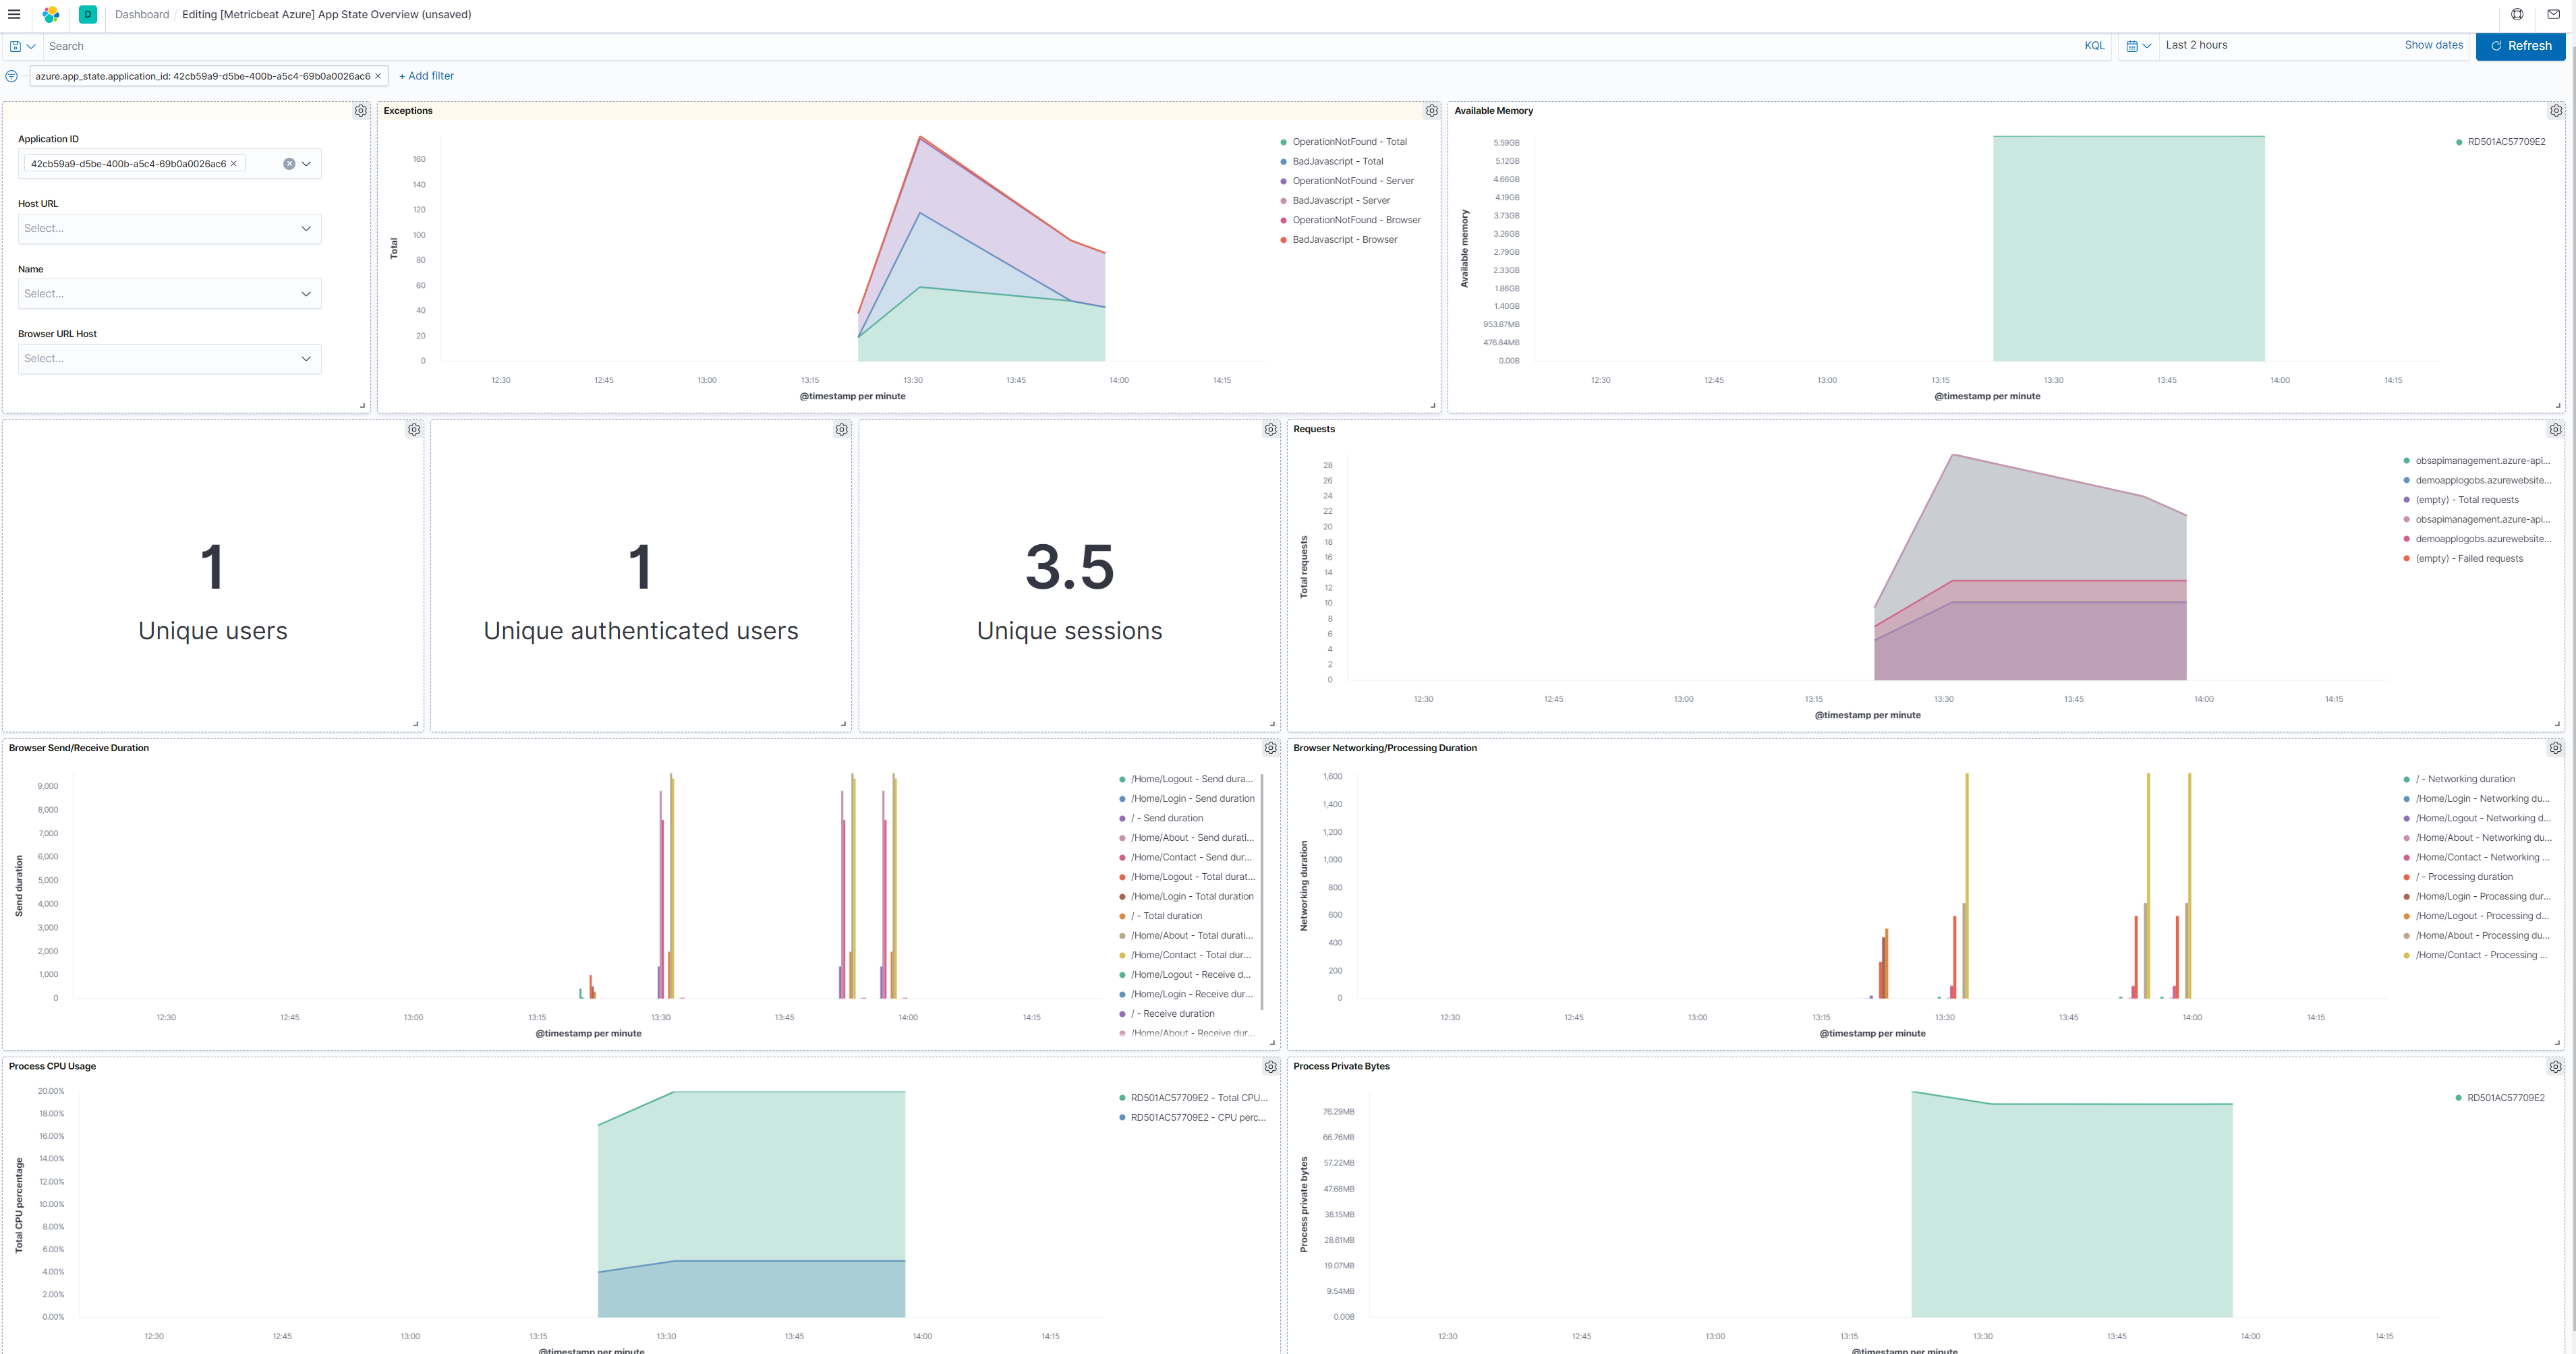 D Dashboard / Editing [Metricbeat Azure] App State Overview (unsaved)
Search KQL Last 2 hours Show dates Refresh
azure.app_state.application_id: 42cb59a9-d5be-400b-a5c4-69b0a0026ac6 × + Add filter
Application ID
42cb59a9-d5be-400b-a5c4-69b0a0026ac6 ×
Host URL
Select...
Name
Select...
Browser URL Host
Select...
Exceptions
Total
160
140
120
100
80
60
40
20
0
12:30 12:45 13:00 13:15 13:30 13:45 14:00 14:15
@timestamp per minute
OperationNotFound - Total
BadJavascript - Total
OperationNotFound - Server
BadJavascript - Server
OperationNotFound - Browser
BadJavascript - Browser
Available Memory
Available memory
5.59GB
5.12GB
4.66GB
4.19GB
3.73GB
3.26GB
2.79GB
2.33GB
1.86GB
1.40GB
953.67MB
476.84MB
0.00B
12:30 12:45 13:00 13:15 13:30 13:45 14:00 14:15
@timestamp per minute
RD501AC57709E2
1
Unique users
1
Unique authenticated users
3.5
Unique sessions
Requests
Total requests
28
26
24
22
20
18
16
14
12
10
8
6
4
2
0
12:30 12:45 13:00 13:15 13:30 13:45 14:00 14:15
@timestamp per minute
obsapimanagement.azure-api...
demoapplogobs.azurewebsite...
(empty) - Total requests
obsapimanagement.azure-api...
demoapplogobs.azurewebsite...
(empty) - Failed requests
Browser Send/Receive Duration
Send duration
9,000
8,000
7,000
6,000
5,000
4,000
3,000
2,000
1,000
0
12:30 12:45 13:00 13:15 13:30 13:45 14:00 14:15
@timestamp per minute
/Home/Logout - Send dura...
/Home/Login - Send duration
/ - Send duration
/Home/About - Send durati...
/Home/Contact - Send dur...
/Home/Logout - Total durat...
/Home/Login - Total duration
/ - Total duration
/Home/About - Total durati...
/Home/Contact - Total dur...
/Home/Logout - Receive d...
/Home/Login - Receive dur...
/ - Receive duration
/Home/About - Receive dur...
Browser Networking/Processing Duration
Networking duration
1,600
1,400
1,200
1,000
800
600
400
200
0
12:30 12:45 13:00 13:15 13:30 13:45 14:00 14:15
@timestamp per minute
/ - Networking duration
/Home/Login - Networking du...
/Home/Logout - Networking d...
/Home/About - Networking du...
/Home/Contact - Networking ...
/ - Processing duration
/Home/Login - Processing dur...
/Home/Logout - Processing d...
/Home/About - Processing du...
/Home/Contact - Processing ...
Process CPU Usage
Total CPU percentage
20.00%
18.00%
16.00%
14.00%
12.00%
10.00%
8.00%
6.00%
4.00%
2.00%
0.00%
12:30 12:45 13:00 13:15 13:30 13:45 14:00 14:15
@timestamp per minute
RD501AC57709E2 - Total CPU...
RD501AC57709E2 - CPU perc...
Process Private Bytes
Process private bytes
76.29MB
66.76MB
57.22MB
47.68MB
38.15MB
28.61MB
19.07MB
9.54MB
0.00B
12:30 12:45 13:00 13:15 13:30 13:45 14:00 14:15
@timestamp per minute
RD501AC57709E2